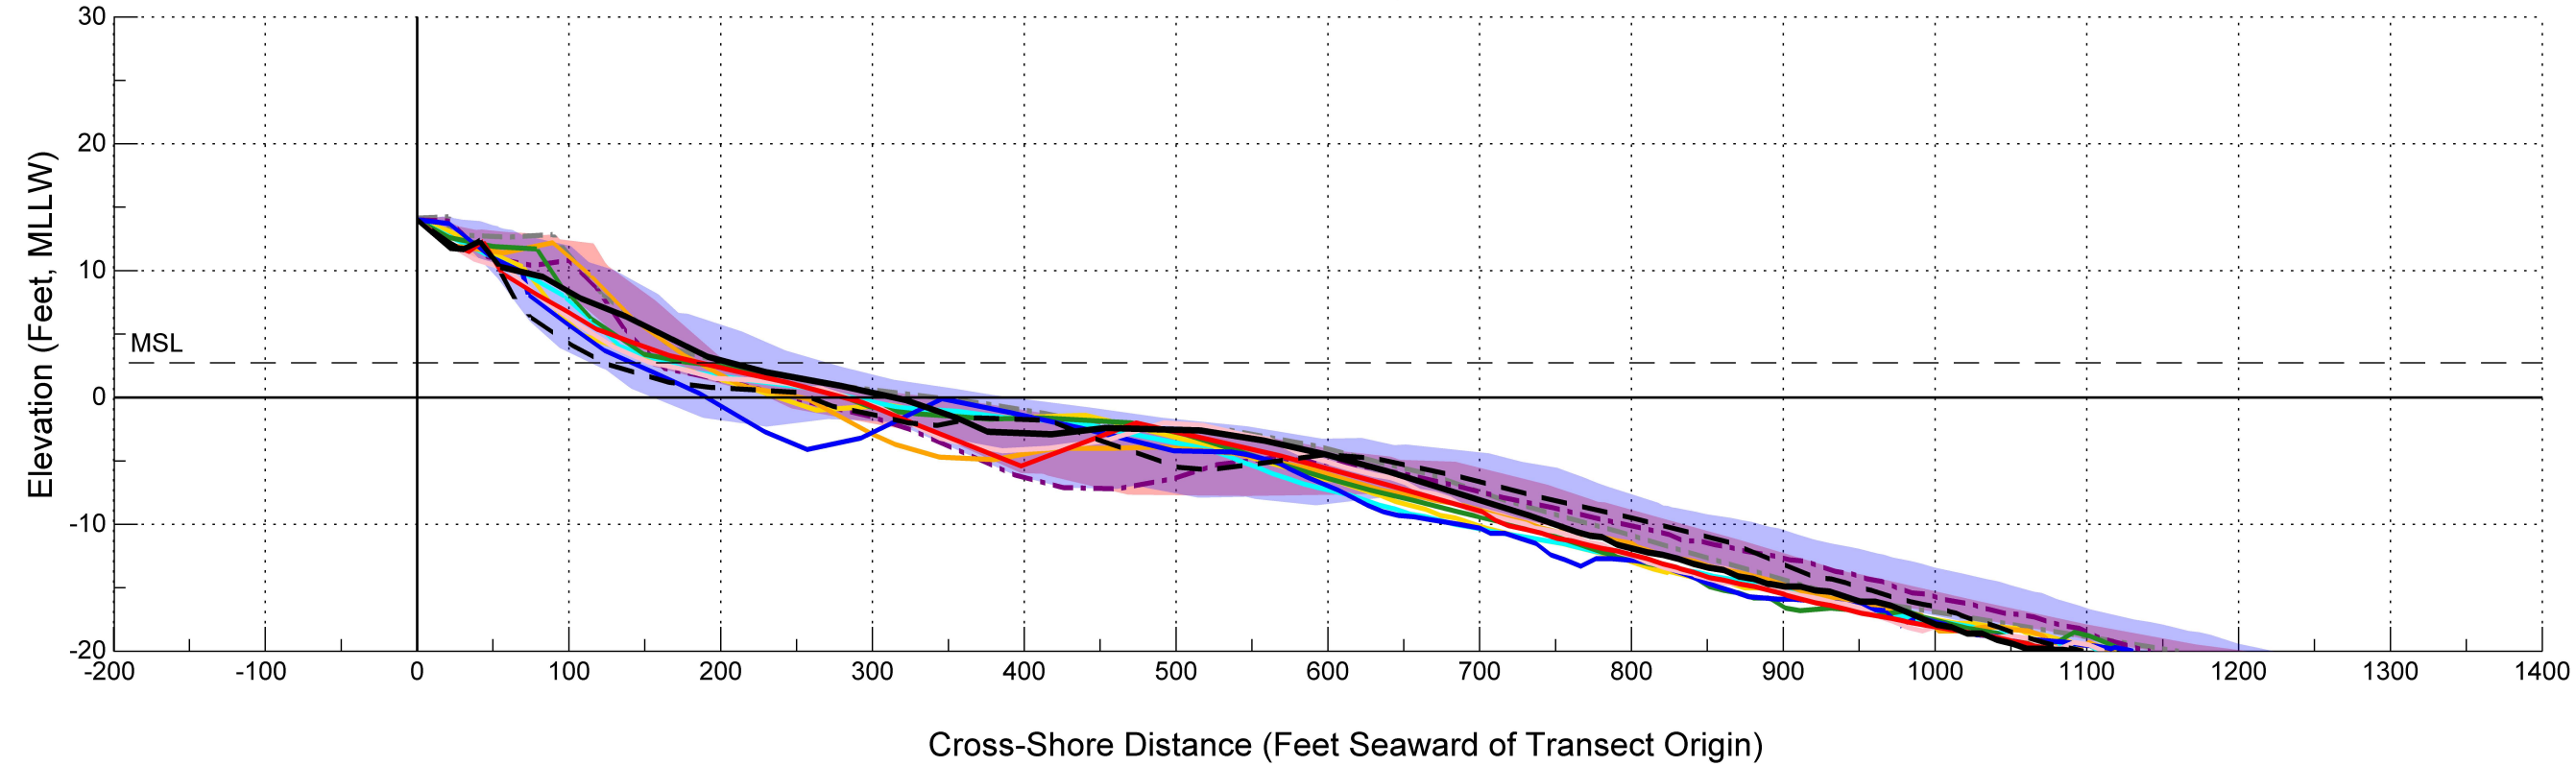 30
20
10
0
-10
-20
Elevation (Feet, MLLW)
MSL
-200 -100 0 100 200 300 400 500 600 700 800 900 1000 1100 1200 1300 1400
Cross-Shore Distance (Feet Seaward of Transect Origin)